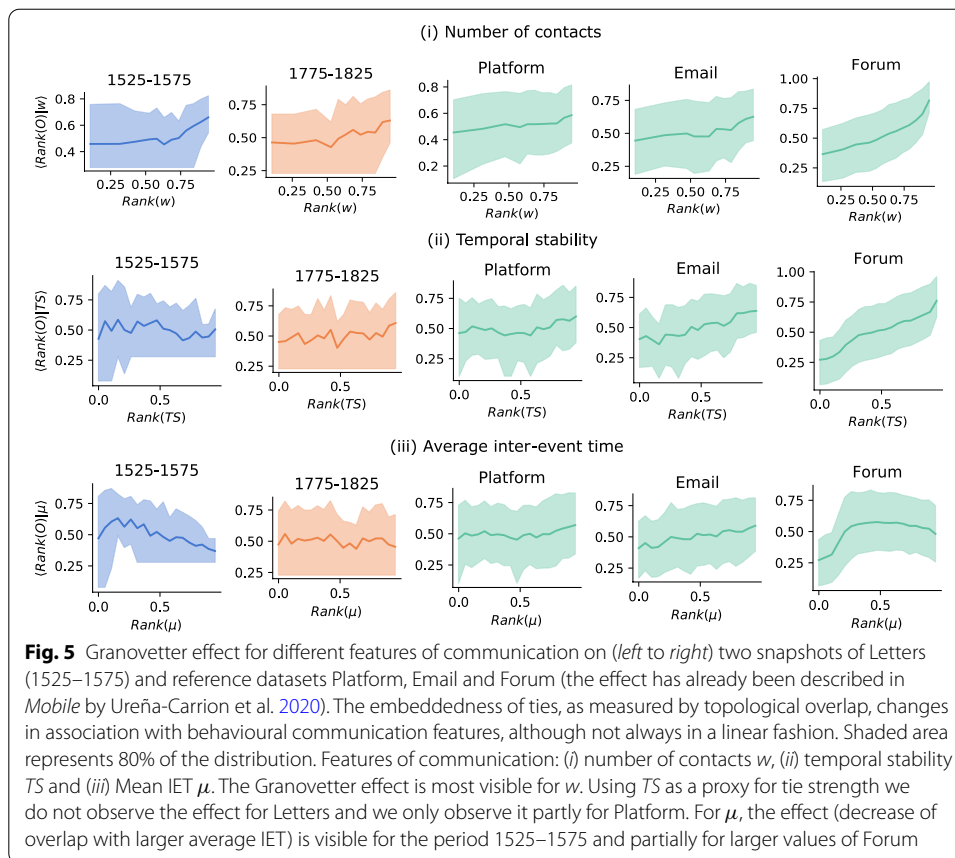 (i) Number of contacts
1525-1575 1775-1825 Platform Email Forum
⟨Rank(O)|w⟩
0.8 0.6 0.4
0.75 0.50 0.25
0.8 0.6 0.4 0.2
0.75 0.50 0.25
1.00 0.75 0.50 0.25
0.25 0.50 0.75 0.25 0.50 0.75 0.25 0.50 0.75 0.25 0.50 0.75 0.25 0.50 0.75
Rank(w) Rank(w) Rank(w) Rank(w) Rank(w)
(ii) Temporal stability
1525-1575 1775-1825 Platform Email Forum
⟨Rank(O)|TS⟩
0.75 0.50 0.25
0.75 0.50 0.25
0.75 0.50 0.25
0.75 0.50 0.25
1.00 0.75 0.50 0.25
0.0 0.5 0.0 0.5 0.0 0.5 0.0 0.5 0.0 0.5
Rank(TS) Rank(TS) Rank(TS) Rank(TS) Rank(TS)
(iii) Average inter-event time
1525-1575 1775-1825 Platform Email Forum
⟨Rank(O)|μ⟩
0.75 0.50 0.25
0.75 0.50 0.25
0.75 0.50 0.25
0.75 0.50 0.25
0.75 0.50 0.25
0.0 0.5 0.0 0.5 0.0 0.5 0.0 0.5 0.0 0.5
Rank(μ) Rank(μ) Rank(μ) Rank(μ) Rank(μ)
Fig. 5 Granovetter effect for different features of communication on (left to right) two snapshots of Letters
(1525–1575) and reference datasets Platform, Email and Forum (the effect has already been described in
Mobile by Ureña-Carrion et al. 2020). The embeddedness of ties, as measured by topological overlap, changes
in association with behavioural communication features, although not always in a linear fashion. Shaded area
represents 80% of the distribution. Features of communication: (i) number of contacts w, (ii) temporal stability
TS and (iii) Mean IET μ. The Granovetter effect is most visible for w. Using TS as a proxy for tie strength we
do not observe the effect for Letters and we only observe it partly for Platform. For μ, the effect (decrease of
overlap with larger average IET) is visible for the period 1525–1575 and partially for larger values of Forum